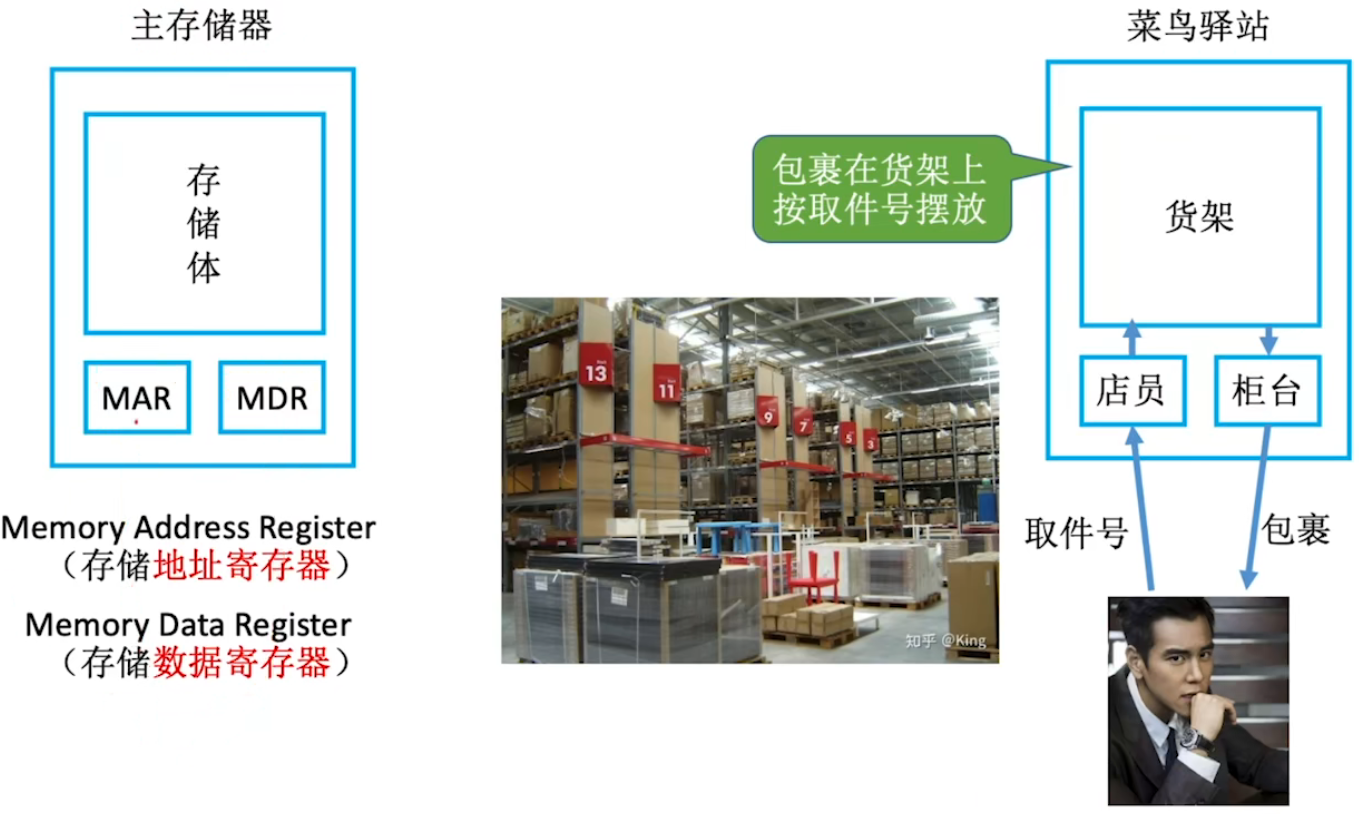 主存储器
存
储
体
MAR
MDR
Memory Address Register
（存储地址寄存器）
Memory Data Register
（存储数据寄存器）
包裹在货架上
按取件号摆放
13
11
9
7
5
3
知乎 @King
菜鸟驿站
货架
店员
柜台
取件号
包裹